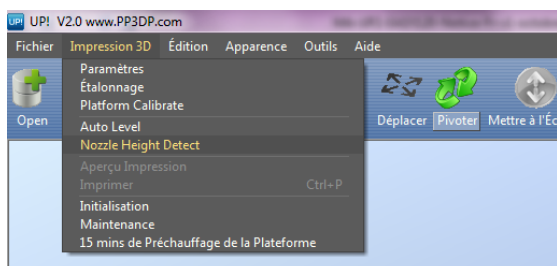 UP! UP! V2.0 www.PP3DP.com
Fichier Impression 3D Édition Apparence Outils Aide
Open Déplacer Pivoter Mettre à l'Éc
Paramètres
Étalonnage
Platform Calibrate
Auto Level
Nozzle Height Detect
Aperçu Impression
Imprimer Ctrl+P
Initialisation
Maintenance
15 mins de Préchauffage de la Plateforme